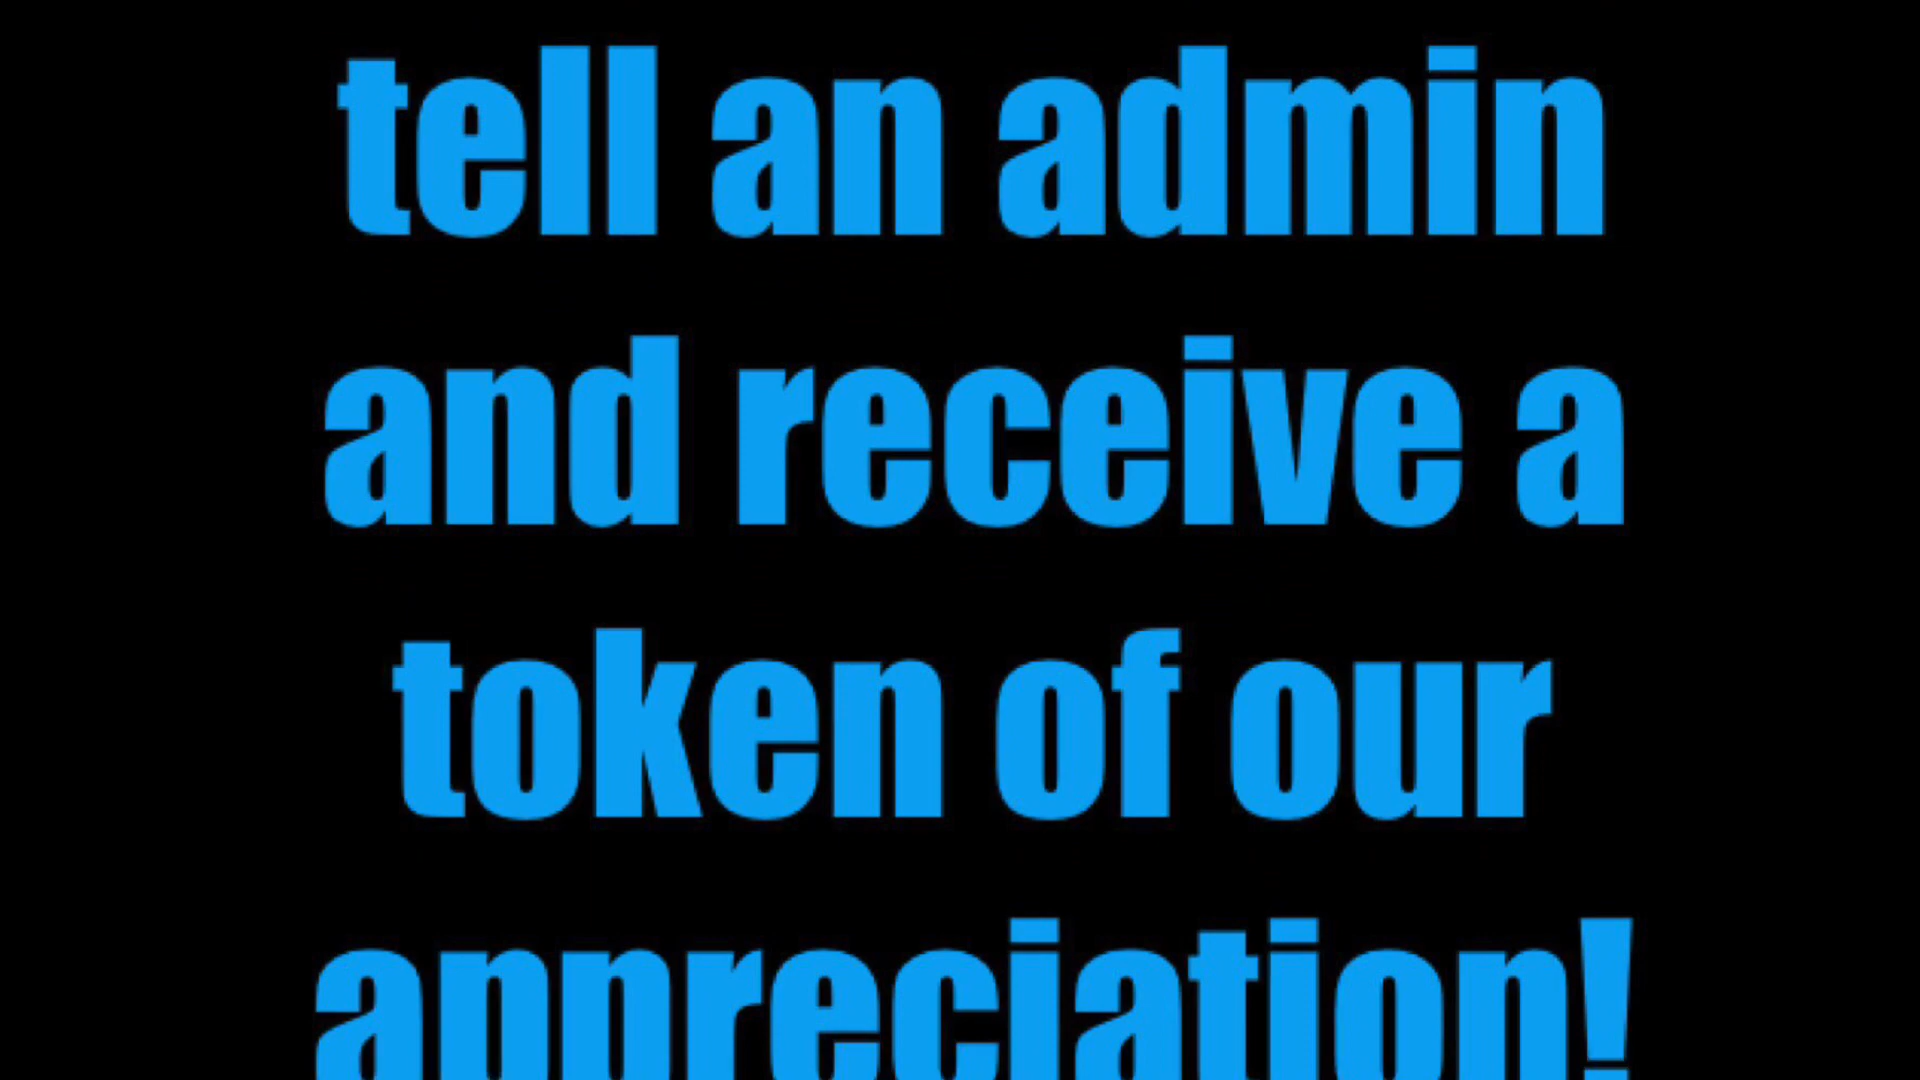 tell an admin
and receive a
token of our
appreciation!